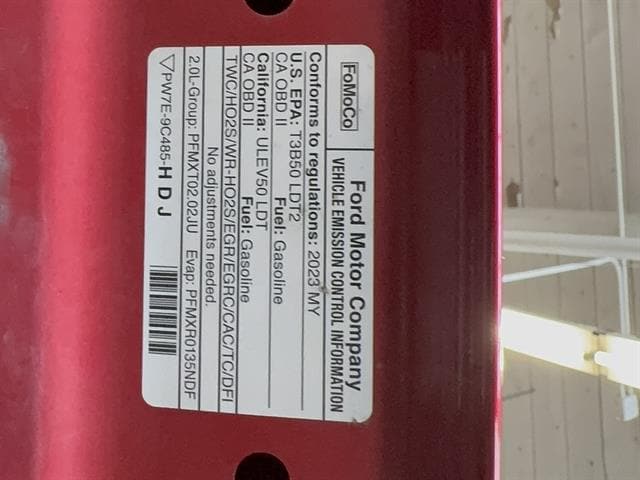 FoMoCo
Ford Motor Company
VEHICLE EMISSION CONTROL INFORMATION
Conforms to regulations: 2023 MY
U.S. EPA: T3B50 LDT2 Fuel: Gasoline
CA OBD II
California: ULEV50 LDT Fuel: Gasoline
CA OBD II
TWC/HO2S/WR-HO2S/EGR/EGRC/CAC/TC/DFI
No adjustments needed.
2.0L-Group: PFMXT02.02JU Evap: PFMXR0135NDF
▽PW7E-9C485-H D J